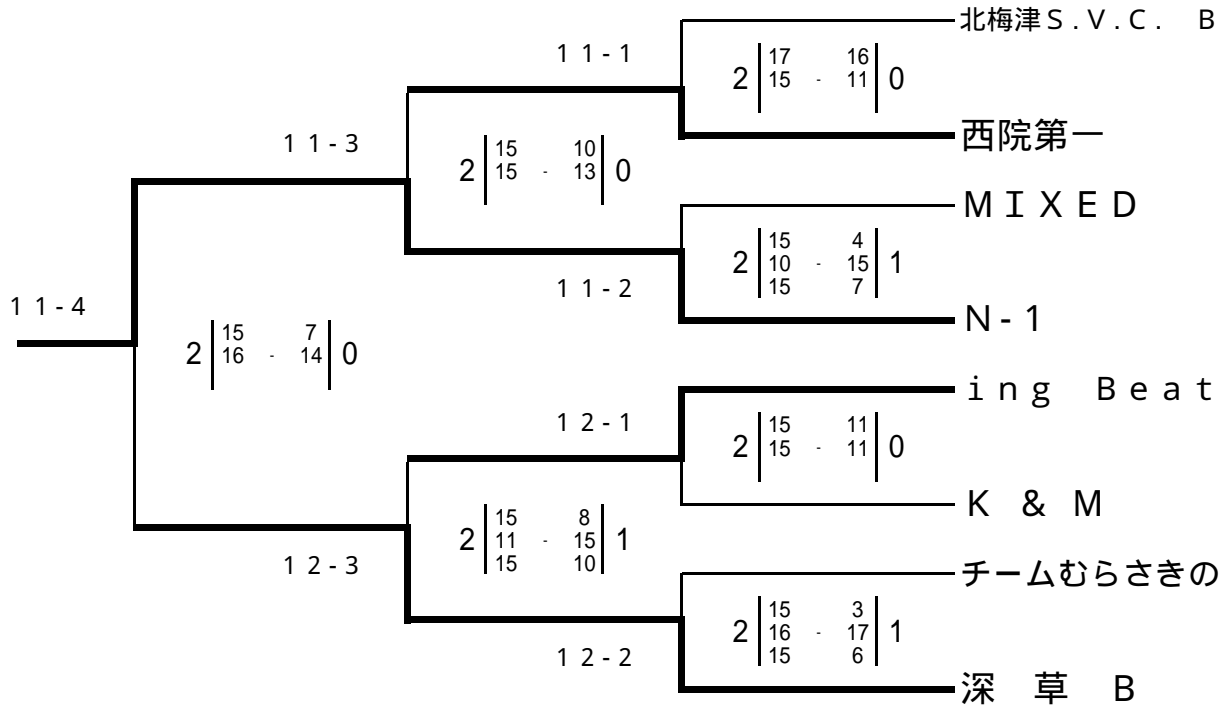 北梅津S.V.C. B
11-1
2 17 - 16 0
15 11
西院第一
11-3
2 15 - 10 0
15 13
MIXED
2 15 4 1
10 - 15
15 7
11-2
N-1
11-4
2 15 - 7 0
16 14
ing Beat
12-1
2 15 - 11 0
15 11
K & M
2 15 8 1
11 - 15
15 10
12-3
チームむらさきの
2 15 3 1
16 - 17
15 6
12-2
深 草 B